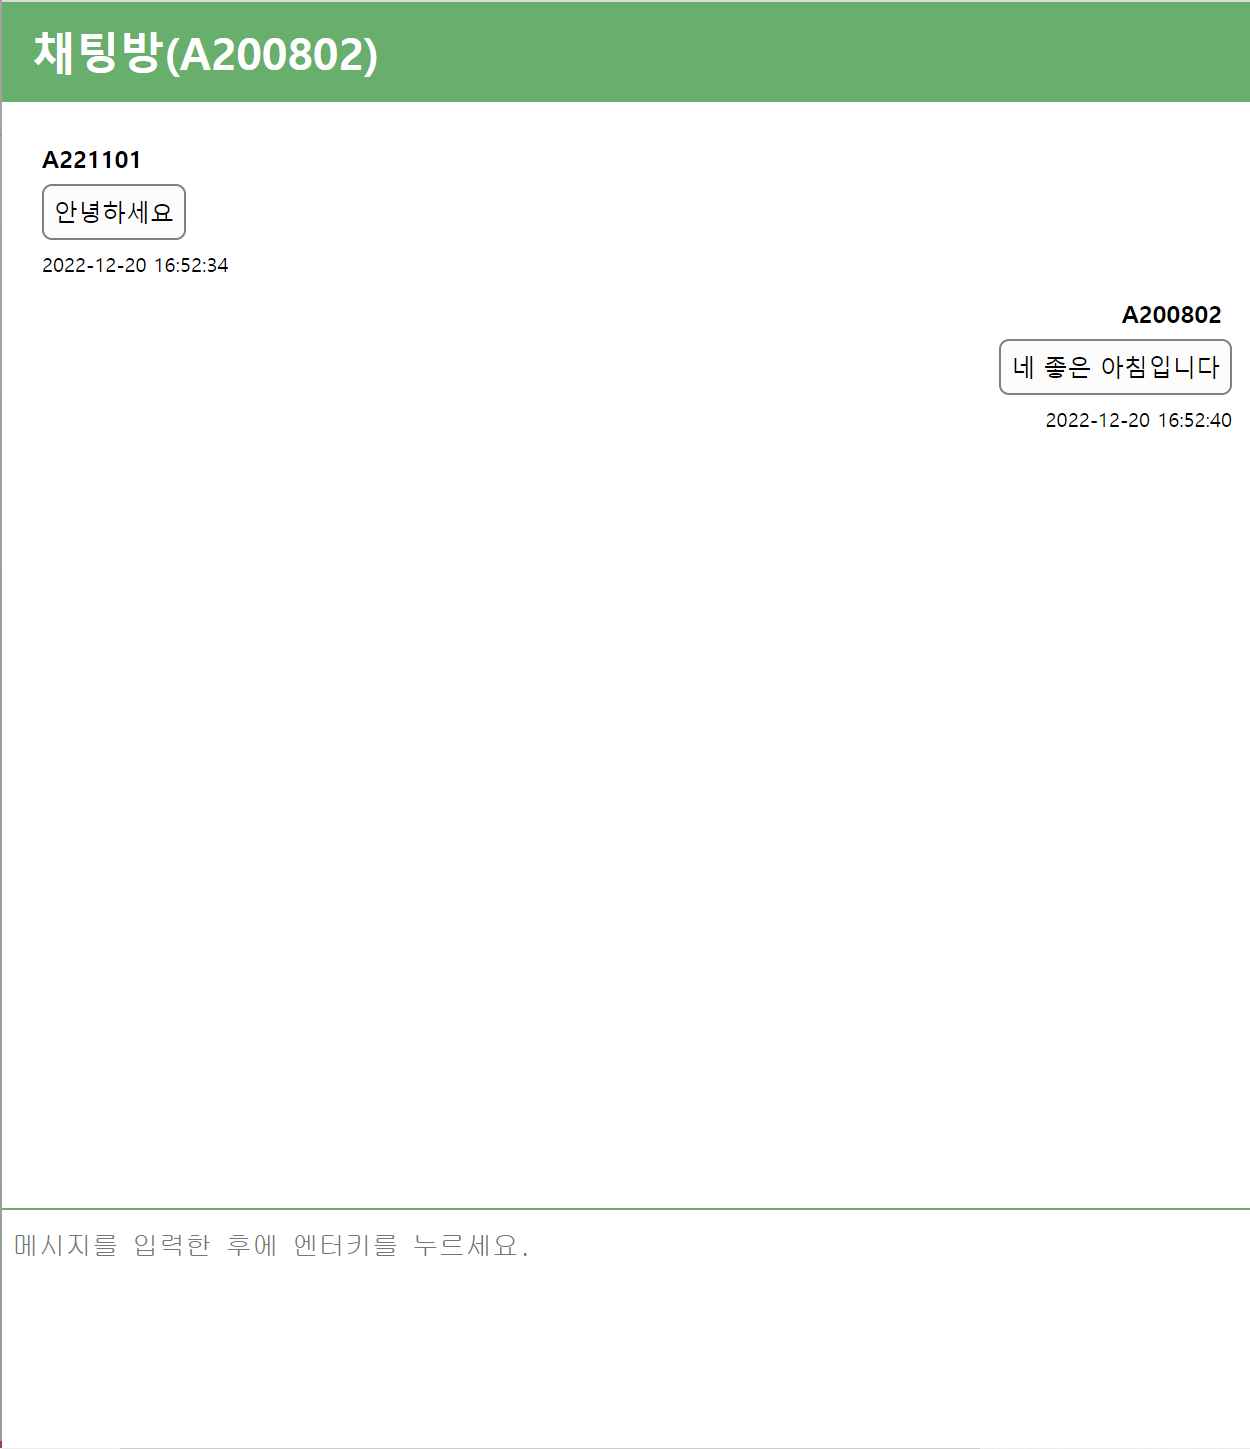 채팅방(A200802)
A221101
안녕하세요
2022-12-20 16:52:34
A200802
네 좋은 아침입니다
2022-12-20 16:52:40
메시지를 입력한 후에 엔터키를 누르세요.